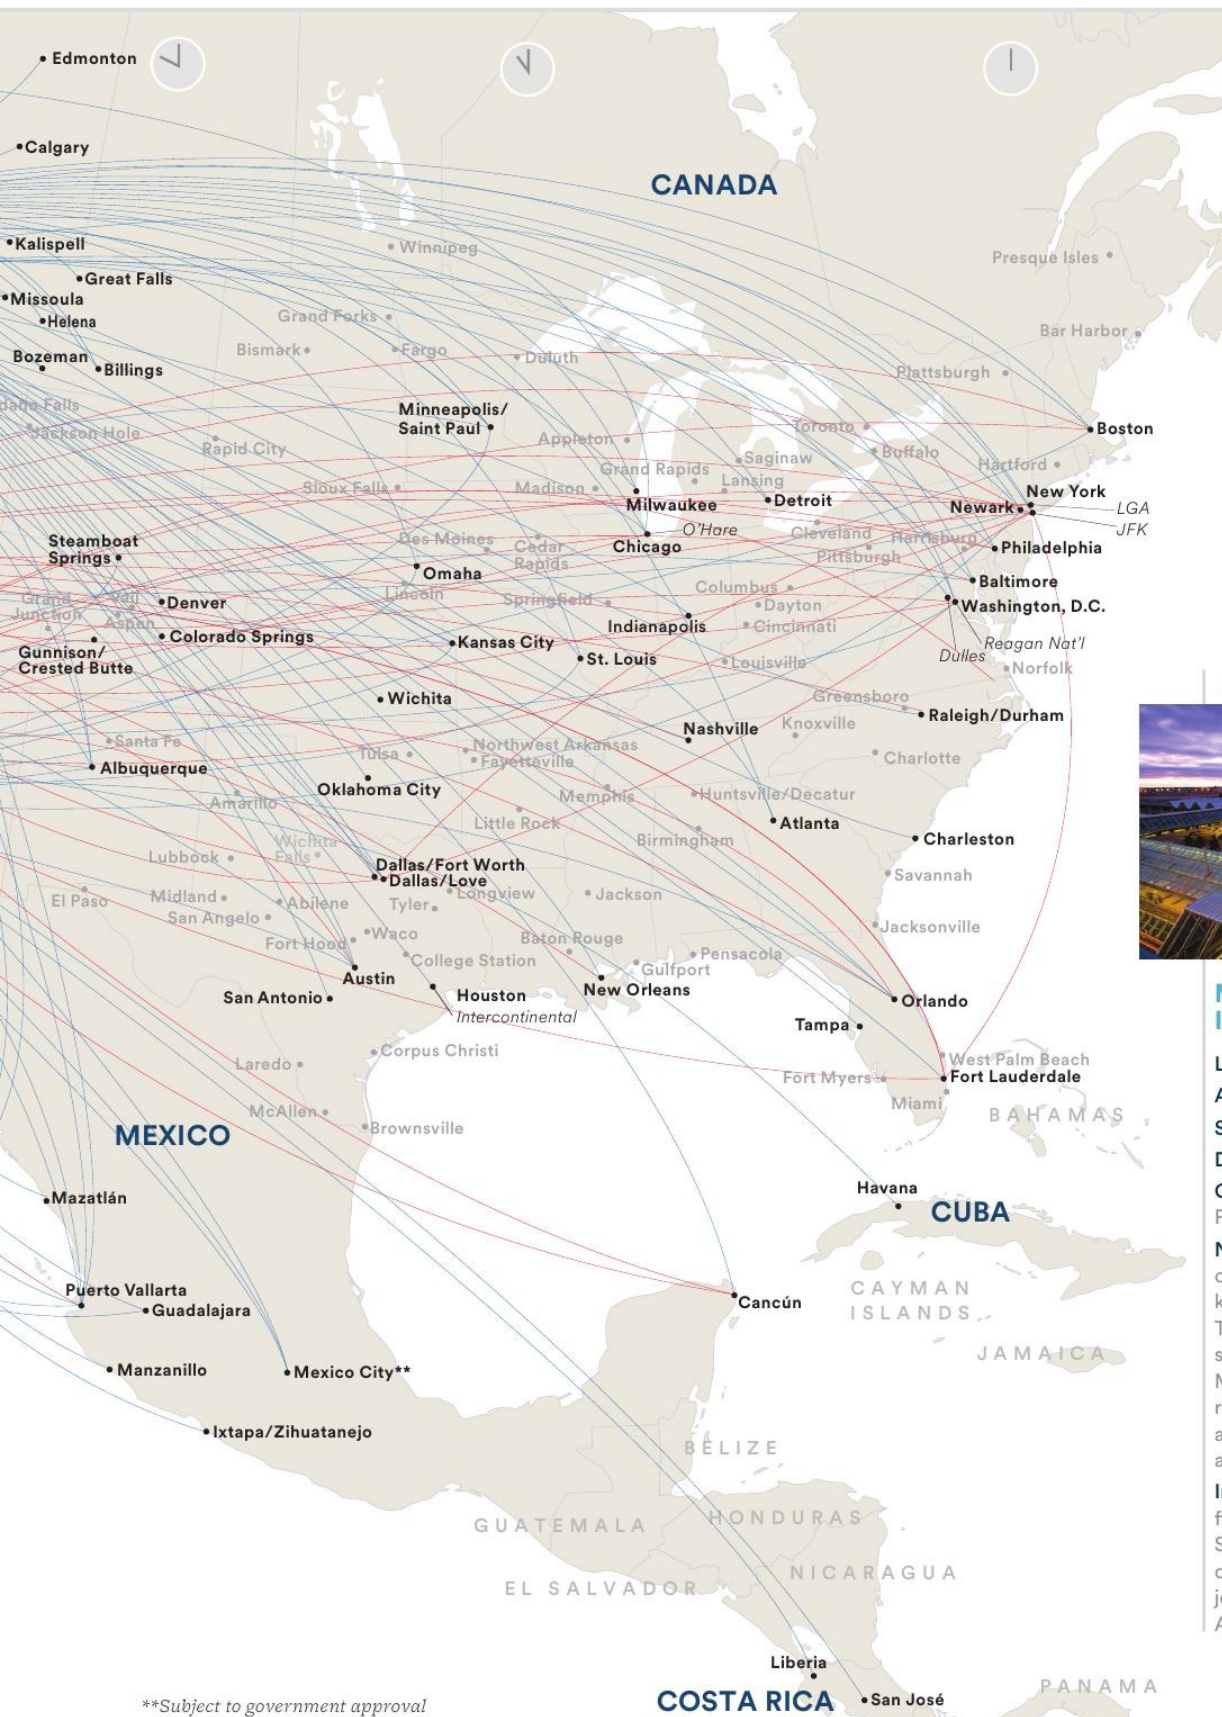 Edmonton
Calgary
CANADA
Kalispell
Winnipeg
Presque Isles
Great Falls
Missoula
Helena
Grand Forks
Bar Harbor
Bozeman
Billings
Bismarck
Fargo
Duluth
Plattsburgh
Idaho Falls
Jackson Hole
Minneapolis/
Saint Paul
Rapid City
Appleton
Toronto
Boston
Buffalo
Saginaw
Hartford
Grand Rapids
Lansing
Sioux Falls
Madison
Milwaukee
Detroit
New York
Newark
LGA
JFK
O'Hare
Chicago
Cleveland
Harrisburg
Pittsburgh
Philadelphia
Steamboat
Springs
Des Moines
Cedar
Rapids
Omaha
Lincoln
Columbus
Baltimore
Grand
Junction
Vail
Aspen
Denver
Springfield
Dayton
Washington, D.C.
Colorado Springs
Indianapolis
Cincinnati
Reagan Nat'l
Dulles
Gunnison/
Crested Butte
Kansas City
St. Louis
Louisville
Norfolk
Wichita
Greensboro
Raleigh/Durham
Nashville
Knoxville
Santa Fe
Tulsa
Northwest Arkansas
Fayetteville
Charlotte
Albuquerque
Oklahoma City
Amarillo
Memphis
Huntsville/Decatur
Little Rock
Atlanta
Birmingham
Charleston
Wichita
Falls
Lubbock
Dallas/Fort Worth
Dallas/Love
Savannah
El Paso
Midland
Abilene
Tyler
Longview
Jackson
San Angelo
Jacksonville
Fort Hood
Waco
Baton Rouge
College Station
Pensacola
Gulfport
Austin
San Antonio
Houston
Intercontinental
New Orleans
Orlando
Tampa
Corpus Christi
Laredo
West Palm Beach
Fort Myers
Fort Lauderdale
Miami
McAllen
BAHAMAS
MEXICO
Brownsville
Mazatlán
Havana
CUBA
Puerto Vallarta
Guadalajara
Cancún
CAYMAN
ISLANDS
JAMAICA
Manzanillo
Mexico City**
Ixtapa/Zihuatanejo
BELIZE
GUATEMALA
HONDURAS
NICARAGUA
EL SALVADOR
Liberia
COSTA RICA
San José
PANAMA
**Subject to government approval